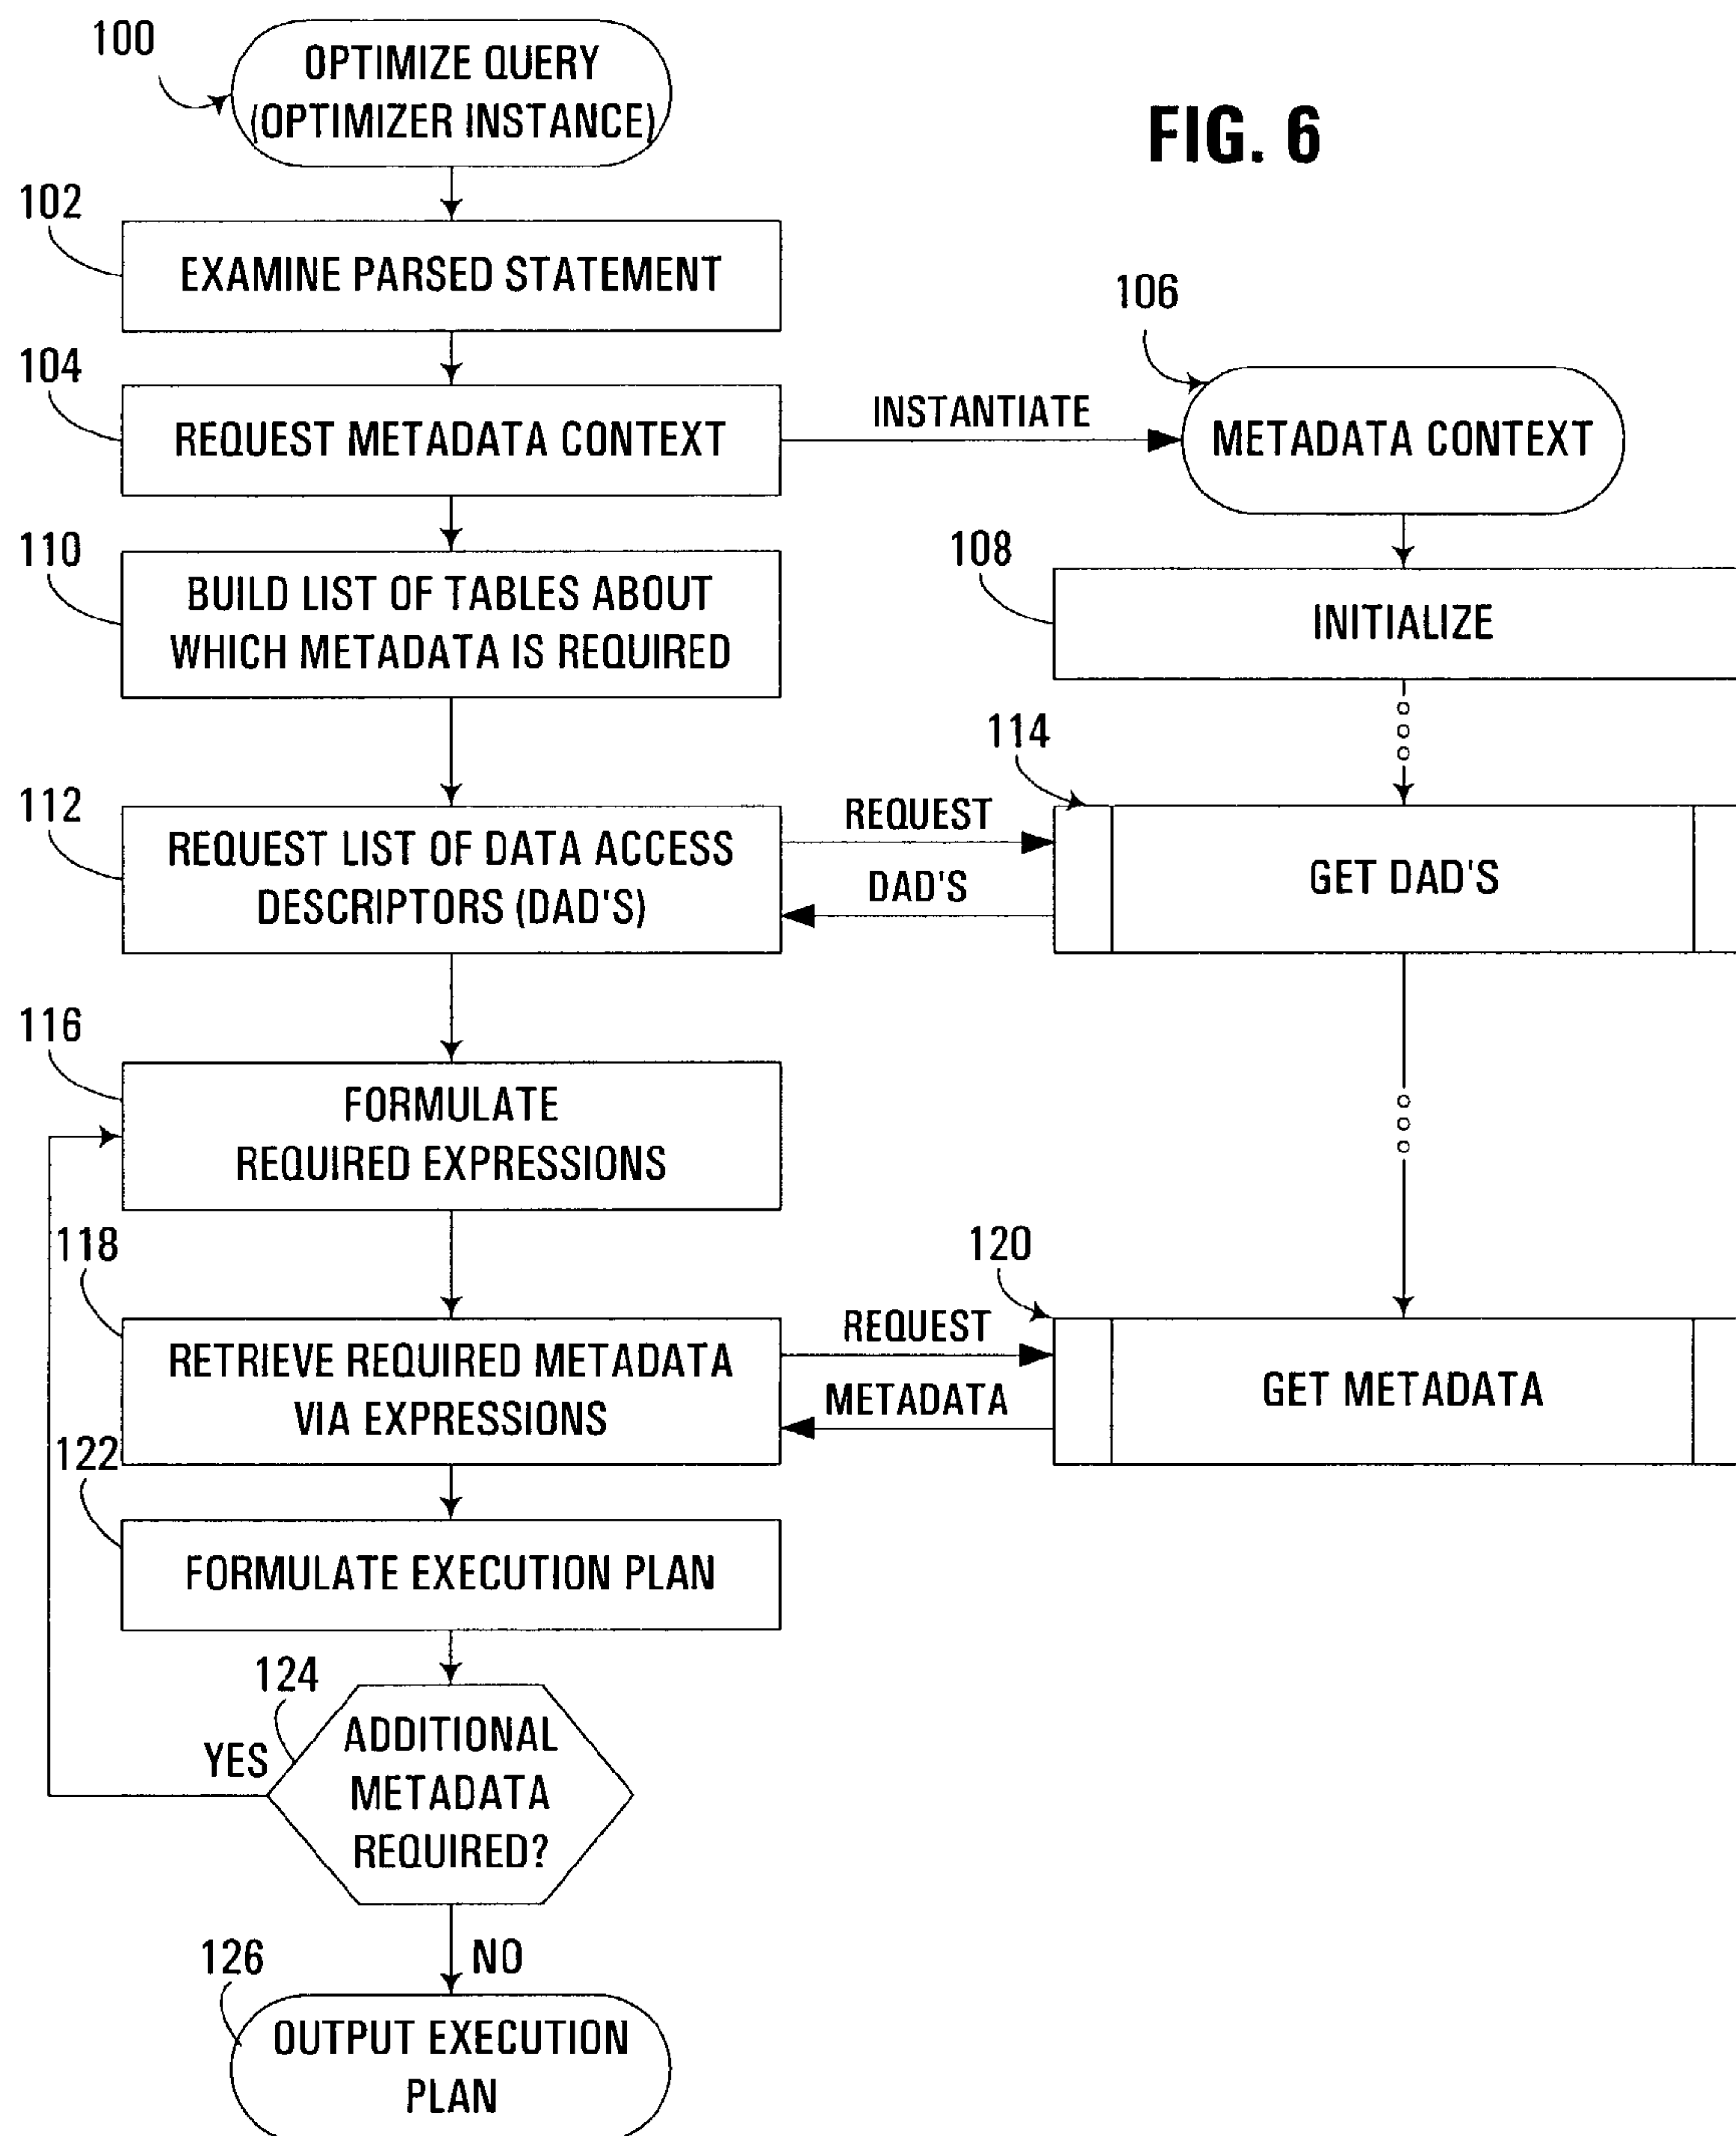 100
OPTIMIZE QUERY
(OPTIMIZER INSTANCE)
FIG. 6
102
EXAMINE PARSED STATEMENT
104
REQUEST METADATA CONTEXT
INSTANTIATE
106
METADATA CONTEXT
108
INITIALIZE
110
BUILD LIST OF TABLES ABOUT
WHICH METADATA IS REQUIRED
112
REQUEST LIST OF DATA ACCESS
DESCRIPTORS (DAD'S)
REQUEST
DAD'S
114
GET DAD'S
116
FORMULATE
REQUIRED EXPRESSIONS
118
RETRIEVE REQUIRED METADATA
VIA EXPRESSIONS
REQUEST
METADATA
120
GET METADATA
122
FORMULATE EXECUTION PLAN
124
ADDITIONAL
METADATA
REQUIRED?
YES
NO
126
OUTPUT EXECUTION
PLAN